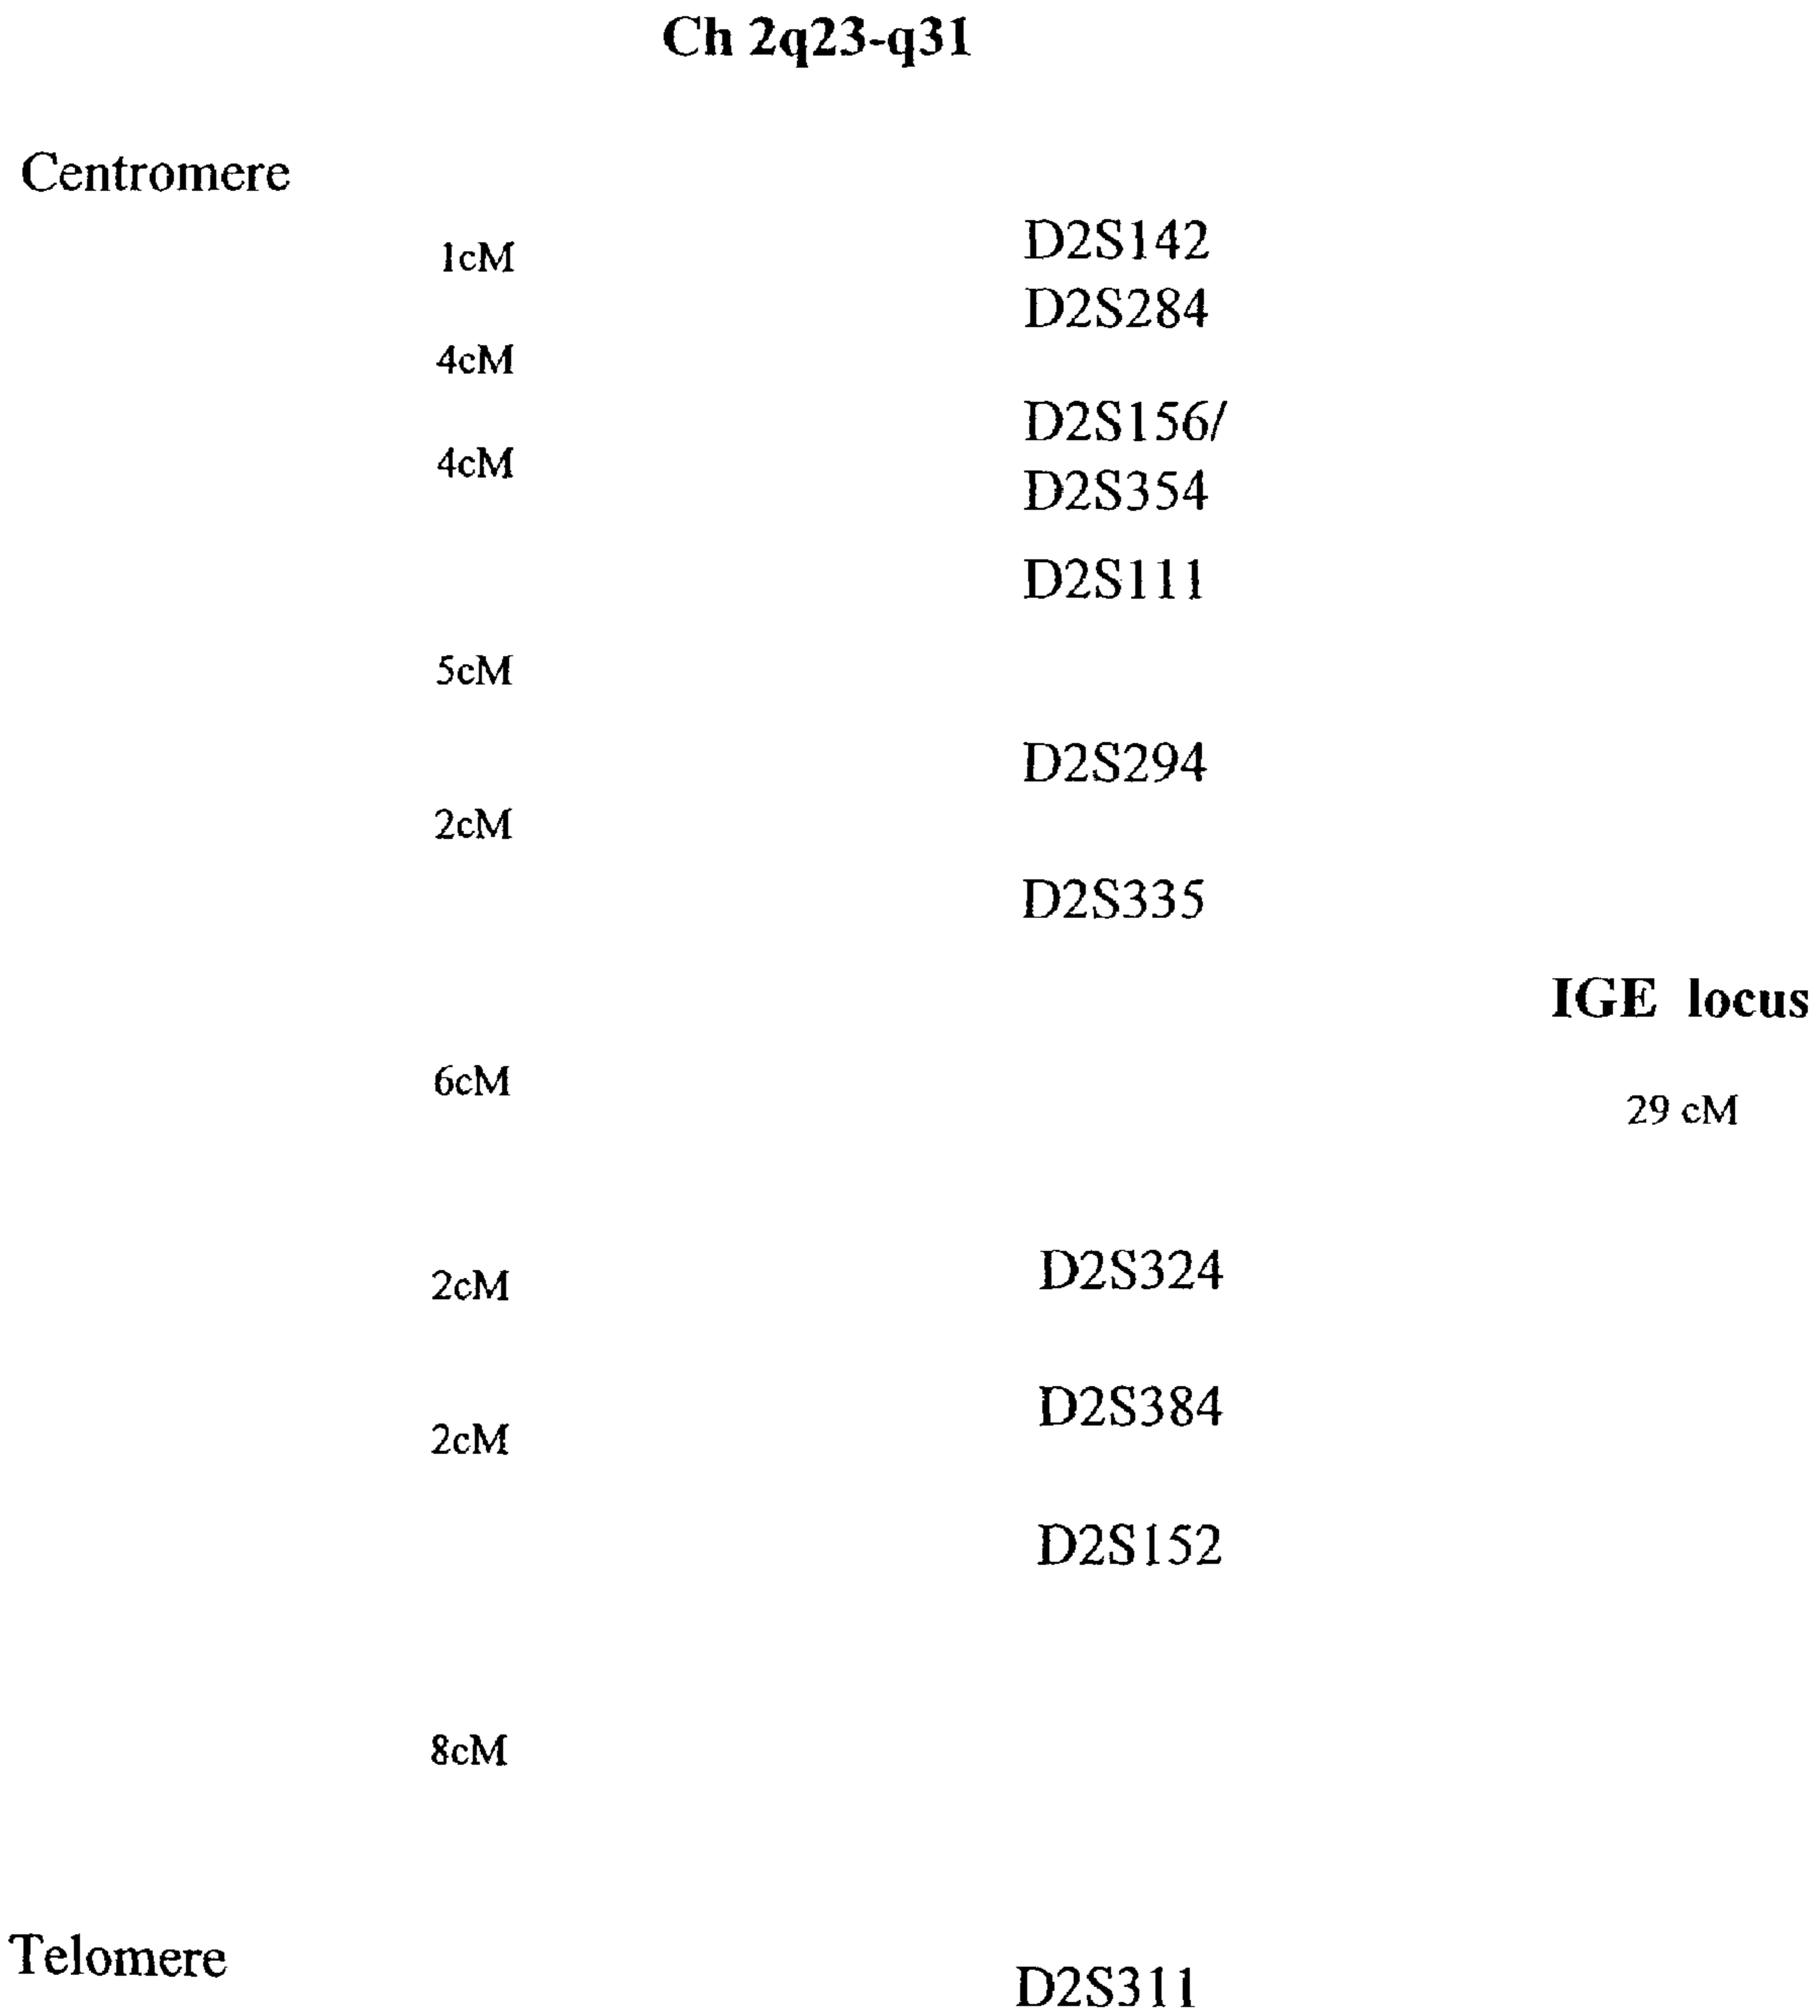 Ch 2q23-q31
Centromere
1cM
D2S142
D2S284
4cM
D2S156/
4cM
D2S354
D2S111
5cM
D2S294
2cM
D2S335
IGE locus
6cM
29 cM
D2S324
2cM
D2S384
2cM
D2S152
8cM
Telomere
D2S311